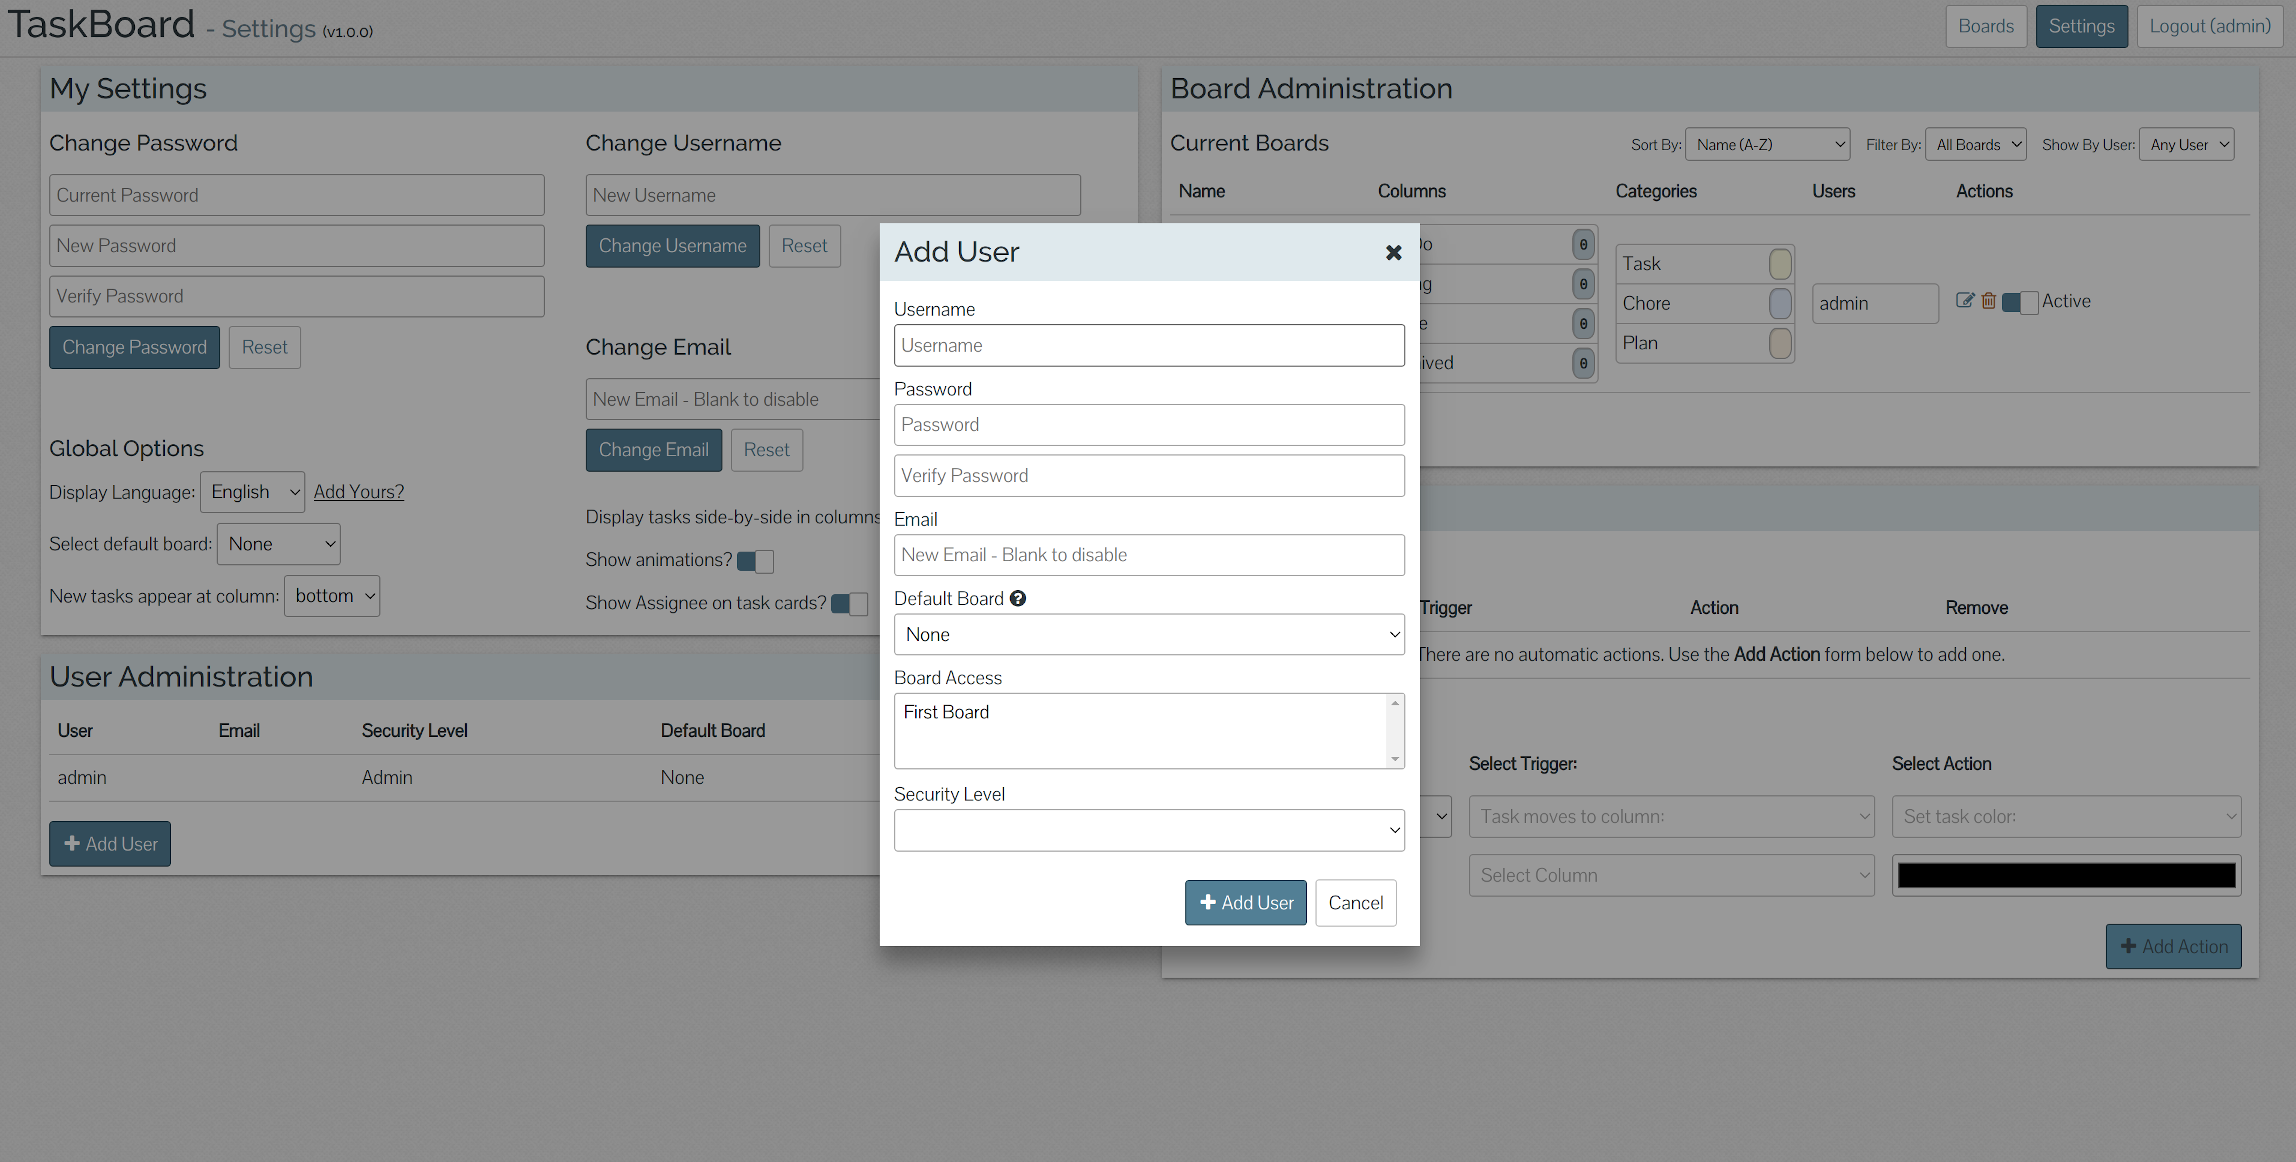 TaskBoard - Settings (v1.0.0)
Boards
Settings
Logout (admin)
My Settings
Change Password
Current Password
New Password
Verify Password
Change Password
Reset
Change Username
New Username
Change Username
Reset
Change Email
New Email - Blank to disable
Change Email
Reset
Global Options
Display Language: English Add Yours?
Select default board: None
New tasks appear at column: bottom
Display tasks side-by-side in columns
Show animations?
Show Assignee on task cards?
User Administration
User Email Security Level Default Board
admin Admin None
Add User
Board Administration
Current Boards
Sort By: Name (A-Z) Filter By: All Boards Show By User: Any User
Name Columns Categories Users Actions
0
0
0
0
Task
Chore
Plan
admin
Active
Trigger Action Remove
There are no automatic actions. Use the Add Action form below to add one.
Select Trigger:
Task moves to column:
Select Column
Select Action
Set task color:
Add Action
Add User
Username
Username
Password
Password
Verify Password
Email
New Email - Blank to disable
Default Board
None
Board Access
First Board
Security Level
Add User
Cancel